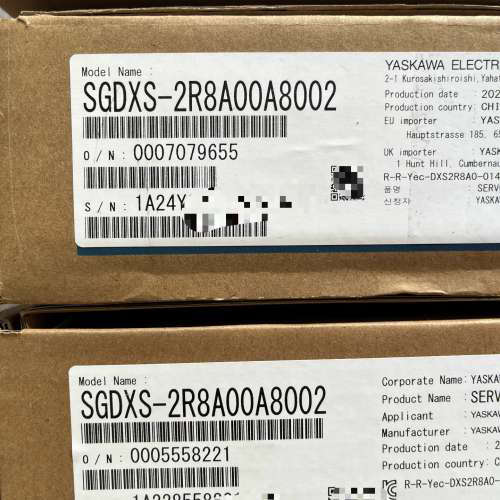 Model Name :
SGDXS-2R8A00A8002
O/N: 0007079655
S/N: 1A24Y
YASKAWA ELECTR
2-1 Kurosakishiroishi, Yahat
Production date : 202
Production country: CHI
EU importer : YAS
Hauptstrasse 185, 65
UK importer : YASK
1 Hunt Hill, Cumbernau
R-R-Yec-DXS2R8A0-014
품명 : SERV
신청자 YASKAWA
Model Name :
SGDXS-2R8A00A8002
O/N: 0005558221
Corporate Name: YASKA
Product Name : SERV
Applicant : YASKAWA
Manufacturer : YASKAW
Production date : 2
Production country: C
R-R-Yec-DXS2R8A0-